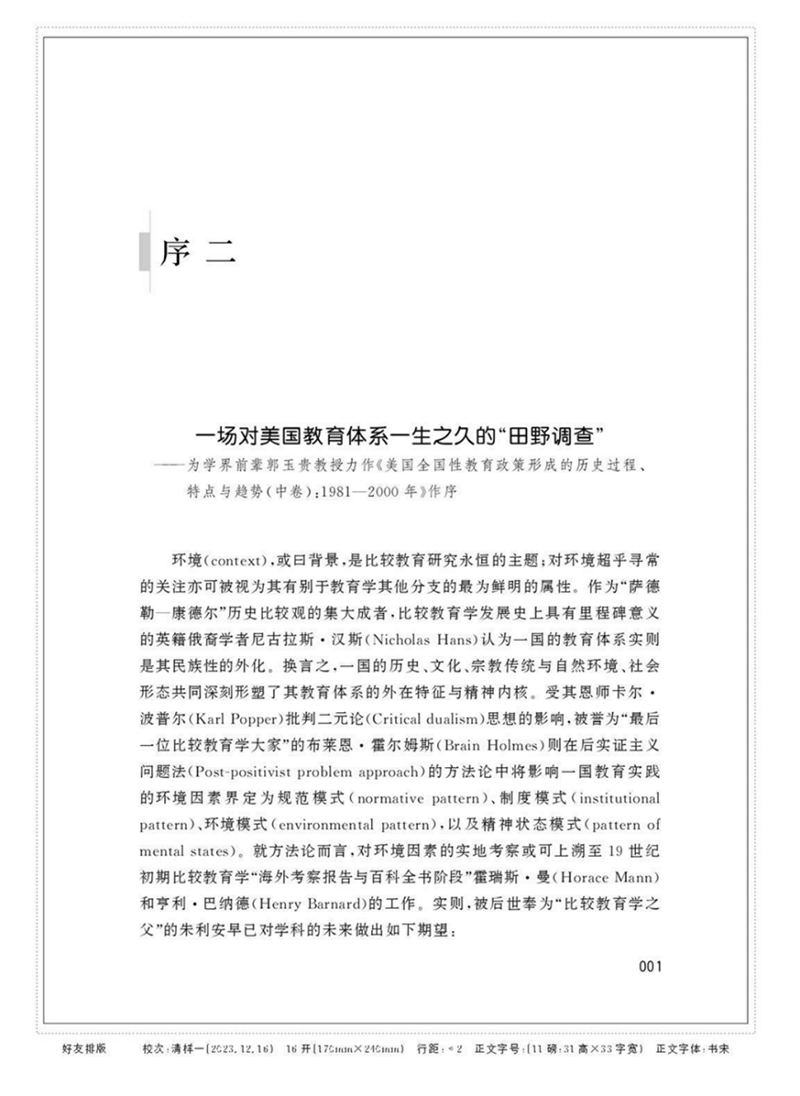 序 二
一场对美国教育体系一生之久的“田野调查”
——为学界前辈郭玉贵教授力作《美国全国性教育政策形成的历史过程、
特点与趋势(中卷):1981—2000 年》作序
环境(context),或曰背景,是比较教育研究永恒的主题;对环境超乎寻常
的关注亦可被视为其有别于教育学其他分支的最为鲜明的属性。作为“萨德
勒—康德尔”历史比较观的集大成者,比较教育学发展史上具有里程碑意义
的英籍俄裔学者尼古拉斯·汉斯(Nicholas Hans)认为一国的教育体系实则
是其民族性的外化。换言之,一国的历史、文化、宗教传统与自然环境、社会
形态共同深刻形塑了其教育体系的外在特征与精神内核。受其恩师卡尔·
波普尔(Karl Popper)批判二元论(Critical dualism)思想的影响,被誉为“最后
一位比较教育学大家”的布莱恩·霍尔姆斯(Brain Holmes)则在后实证主义
问题法(Post-positivist problem approach)的方法论中将影响一国教育实践
的环境因素界定为规范模式(normative pattern)、制度模式(institutional
pattern)、环境模式(environmental pattern),以及精神状态模式(pattern of
mental states)。就方法论而言,对环境因素的实地考察或可上溯至 19 世纪
初期比较教育学“海外考察报告与百科全书阶段”霍瑞斯·曼(Horace Mann)
和亨利·巴纳德(Henry Barnard)的工作。实则,被后世奉为“比较教育学之
父”的朱利安早已对学科的未来做出如下期望:
001
好友排版 校次:清样一(2023.12.16) 16 开(170mm×240mm) 行距:*2 正文字号:(11 磅:31 高×33 字宽) 正文字体:书宋